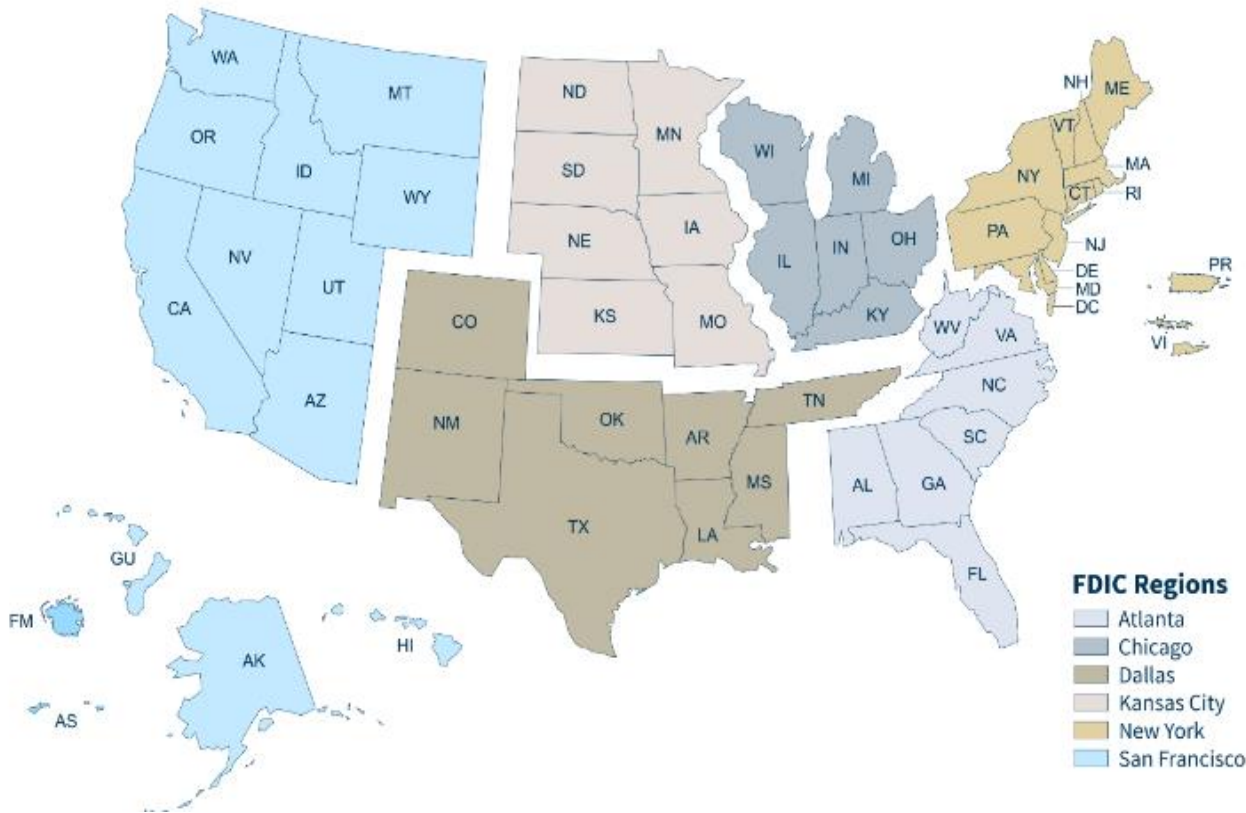 WA
MT
OR
ID
WY
NV
UT
CA
AZ
ND
MN
SD
NE
IA
KS
MO
WI
MI
IL
IN
OH
KY
NH
ME
VT
NY
MA
CT
RI
PA
NJ
DE
MD
DC
PR
VI
CO
NM
OK
AR
TN
TX
LA
MS
WV
VA
NC
SC
AL
GA
FL
GU
FM
AS
AK
HI
FDIC Regions
Atlanta
Chicago
Dallas
Kansas City
New York
San Francisco